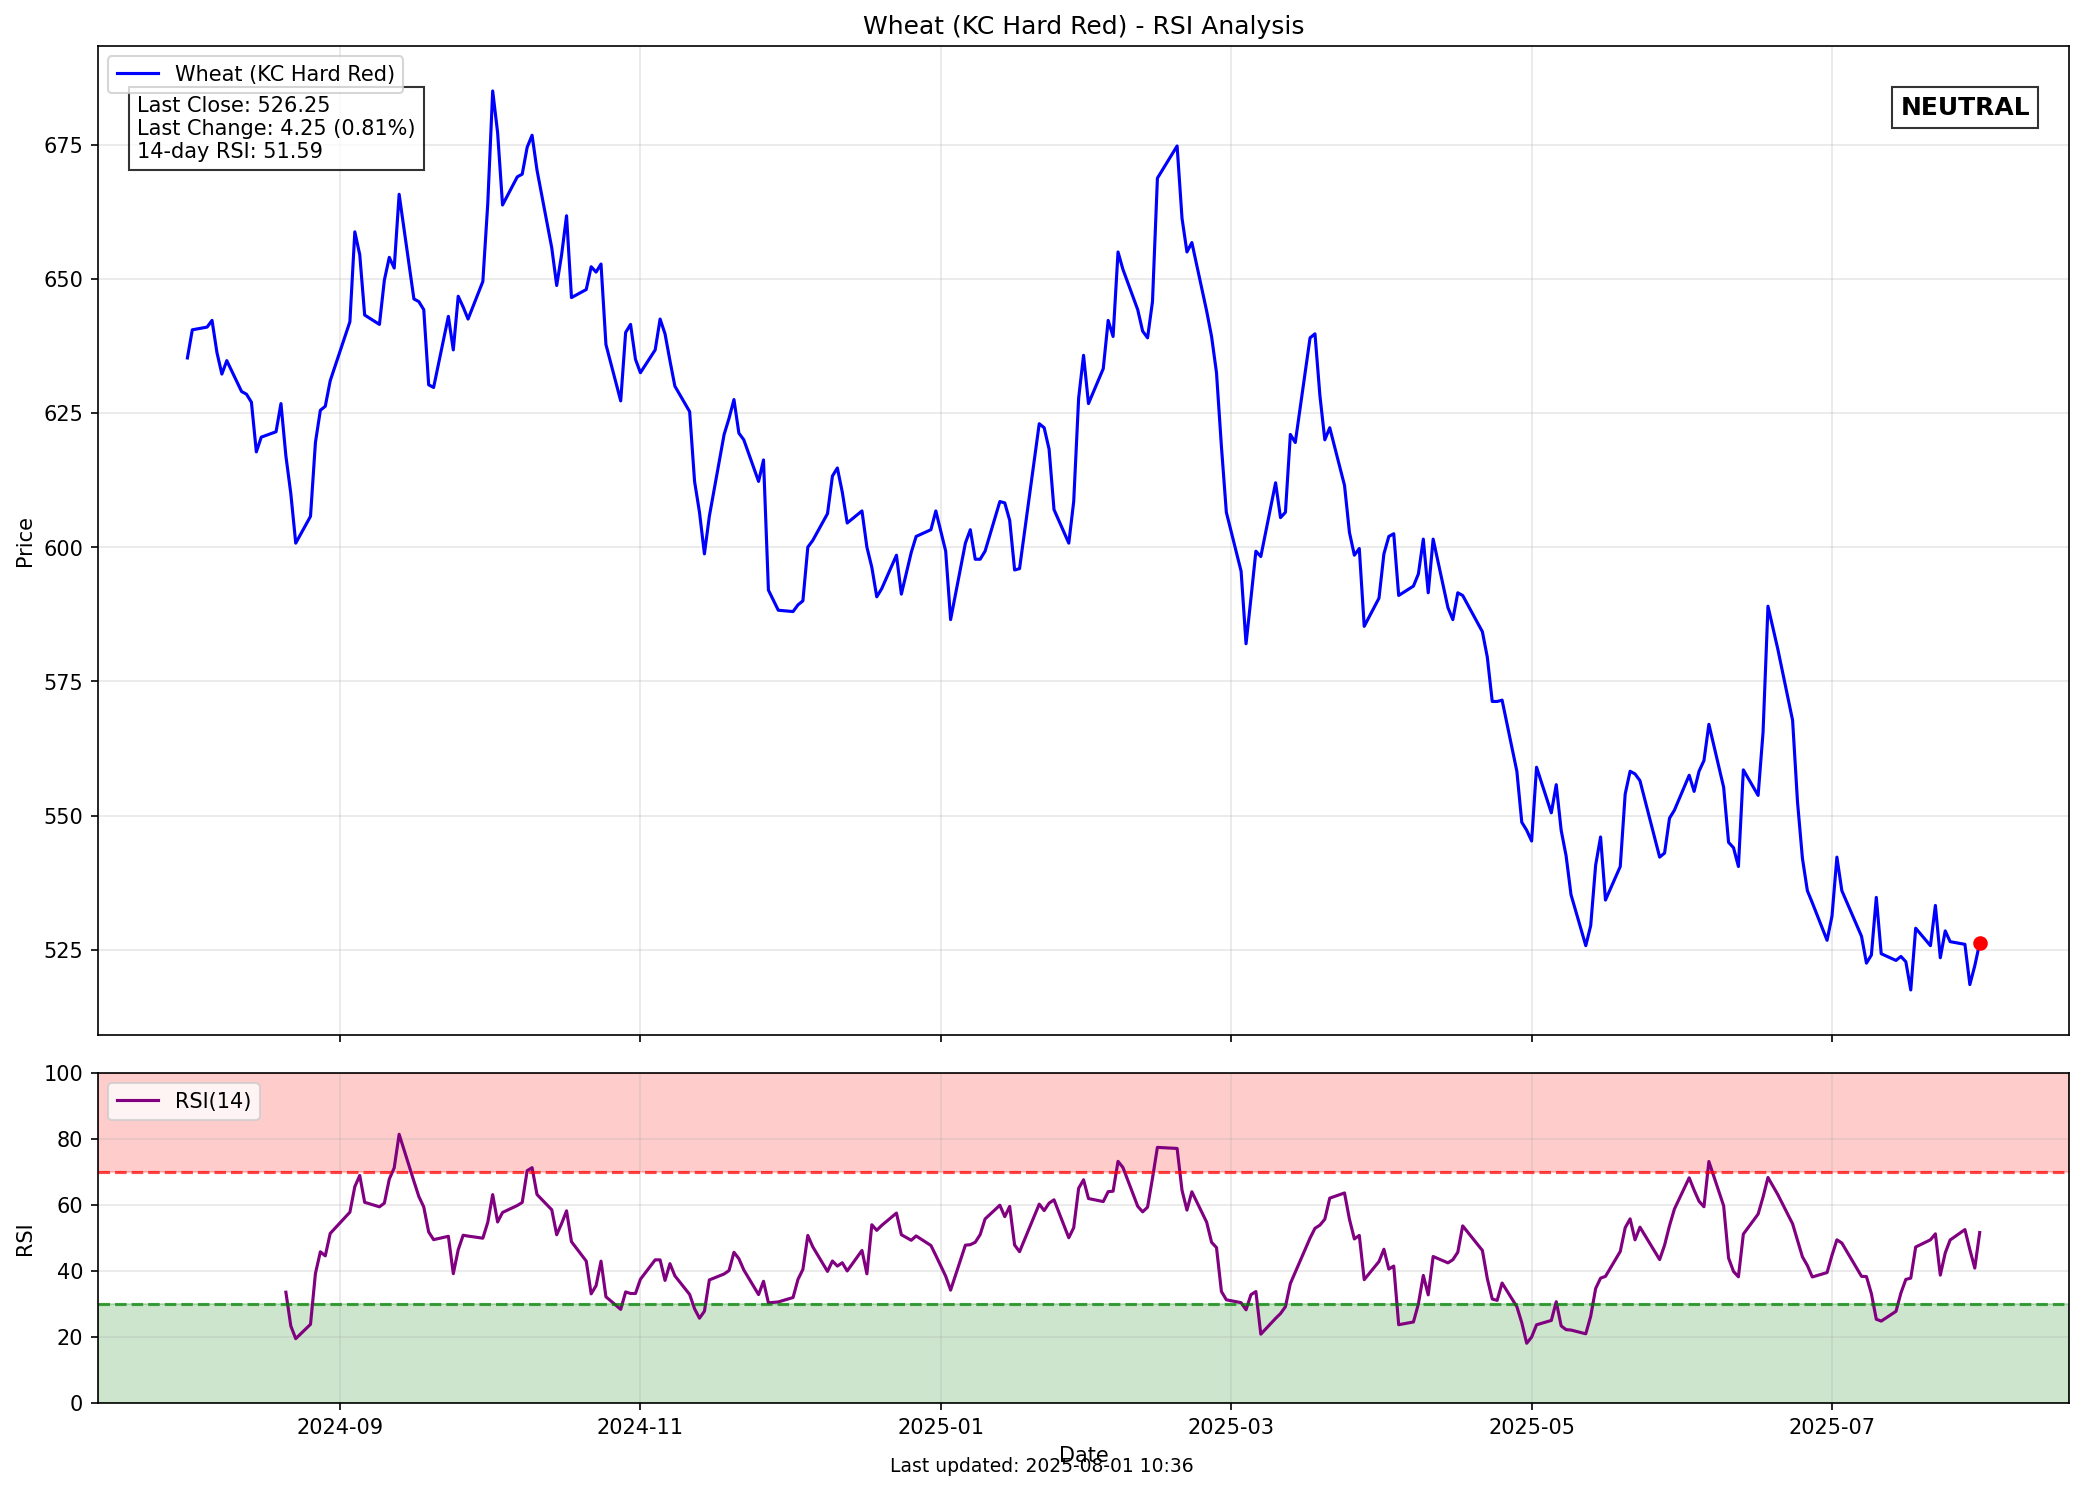 Wheat (KC Hard Red) - RSI Analysis
Wheat (KC Hard Red)
Last Close: 526.25
Last Change: 4.25 (0.81%)
14-day RSI: 51.59
NEUTRAL
Price
675
650
625
600
575
550
525
RSI(14)
RSI
100
80
60
40
20
0
2024-09
2024-11
2025-01
2025-03
2025-05
2025-07
Date
Last updated: 2025-08-01 10:36